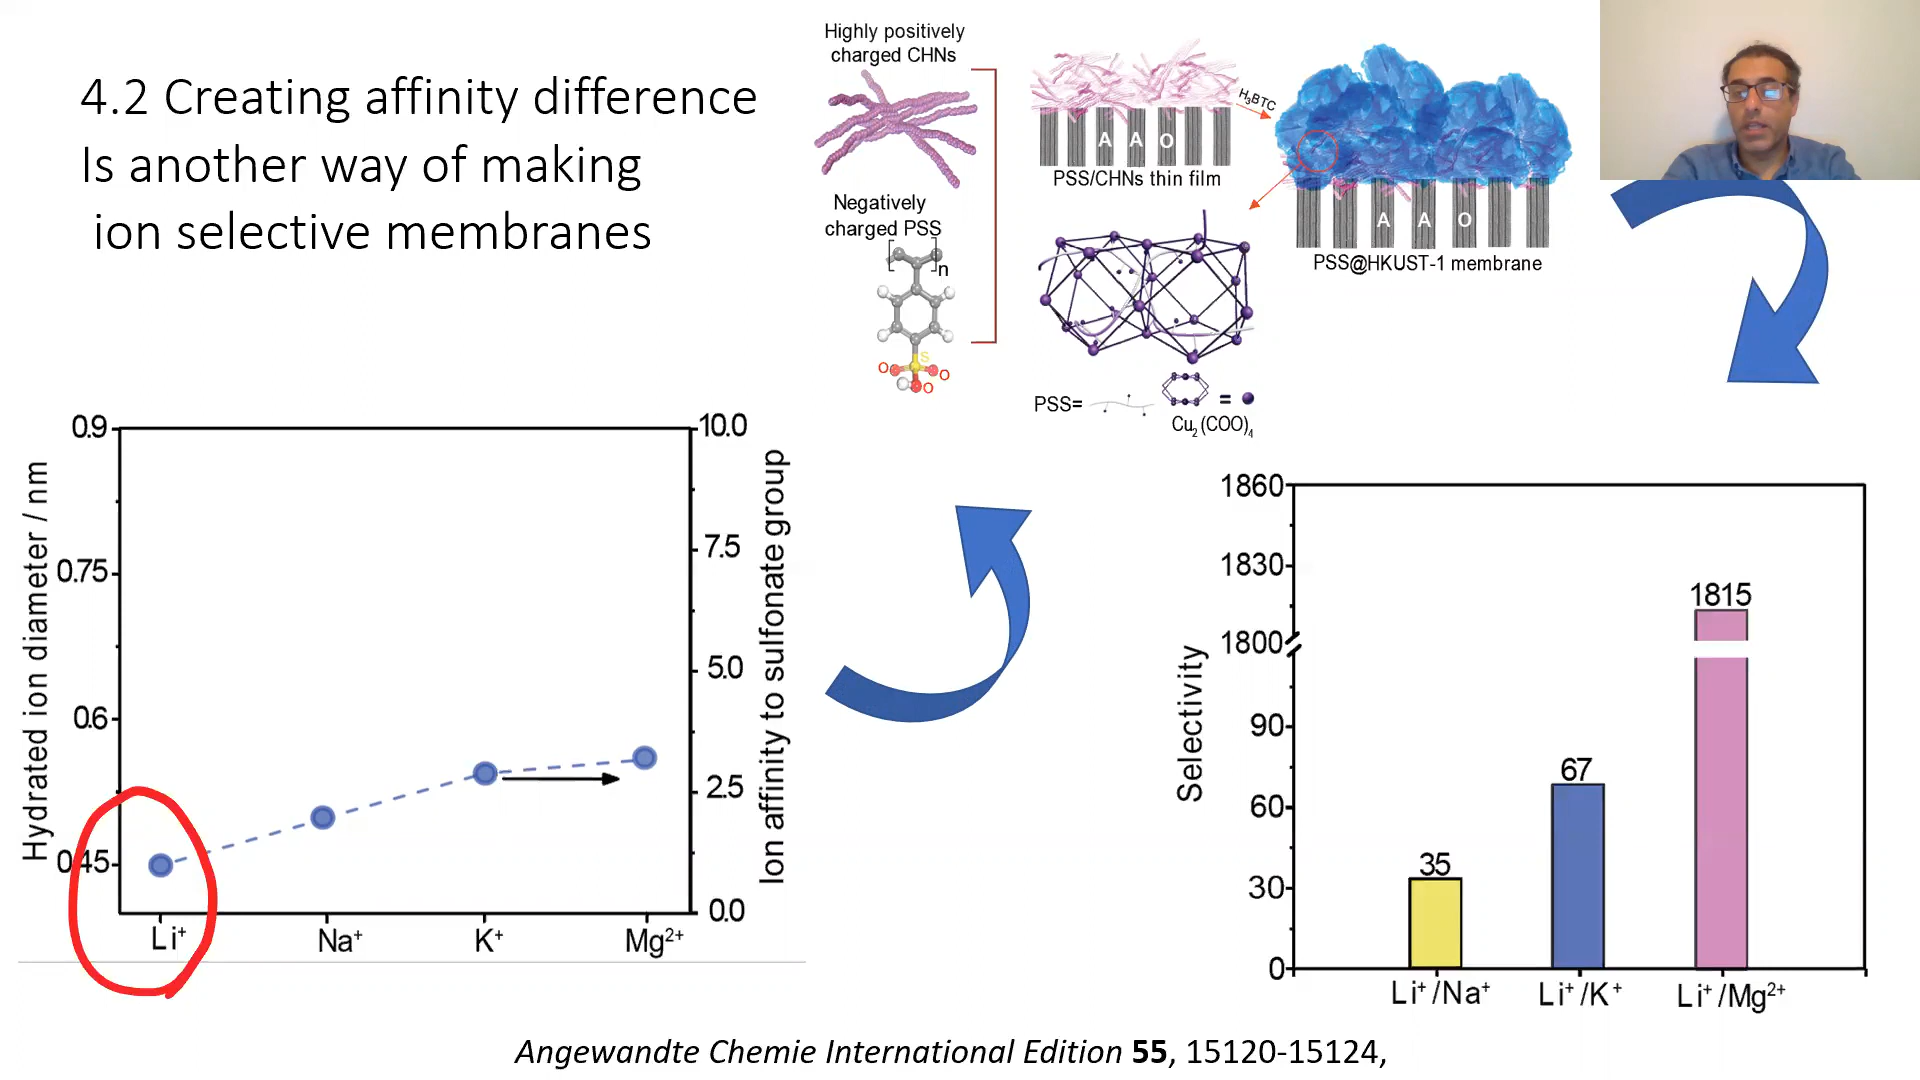 4.2 Creating affinity difference
Is another way of making
ion selective membranes
Highly positively
charged CHNs
Negatively
charged PSS
n
S
O
O
O
A A O
PSS/CHNs thin film
H₃BTC
A A O
PSS@HKUST-1 membrane
PSS=
=
Cu₂(COO)₄
Hydrated ion diameter / nm
0.9
0.75
0.6
0.45
Li⁺
Na⁺
K⁺
Mg²⁺
10.0
7.5
5.0
2.5
0.0
Ion affinity to sulfonate group
Selectivity
1860
1830
1800
90
60
30
0
35
67
1815
Li⁺/Na⁺
Li⁺/K⁺
Li⁺/Mg²⁺
Angewandte Chemie International Edition 55, 15120-15124,